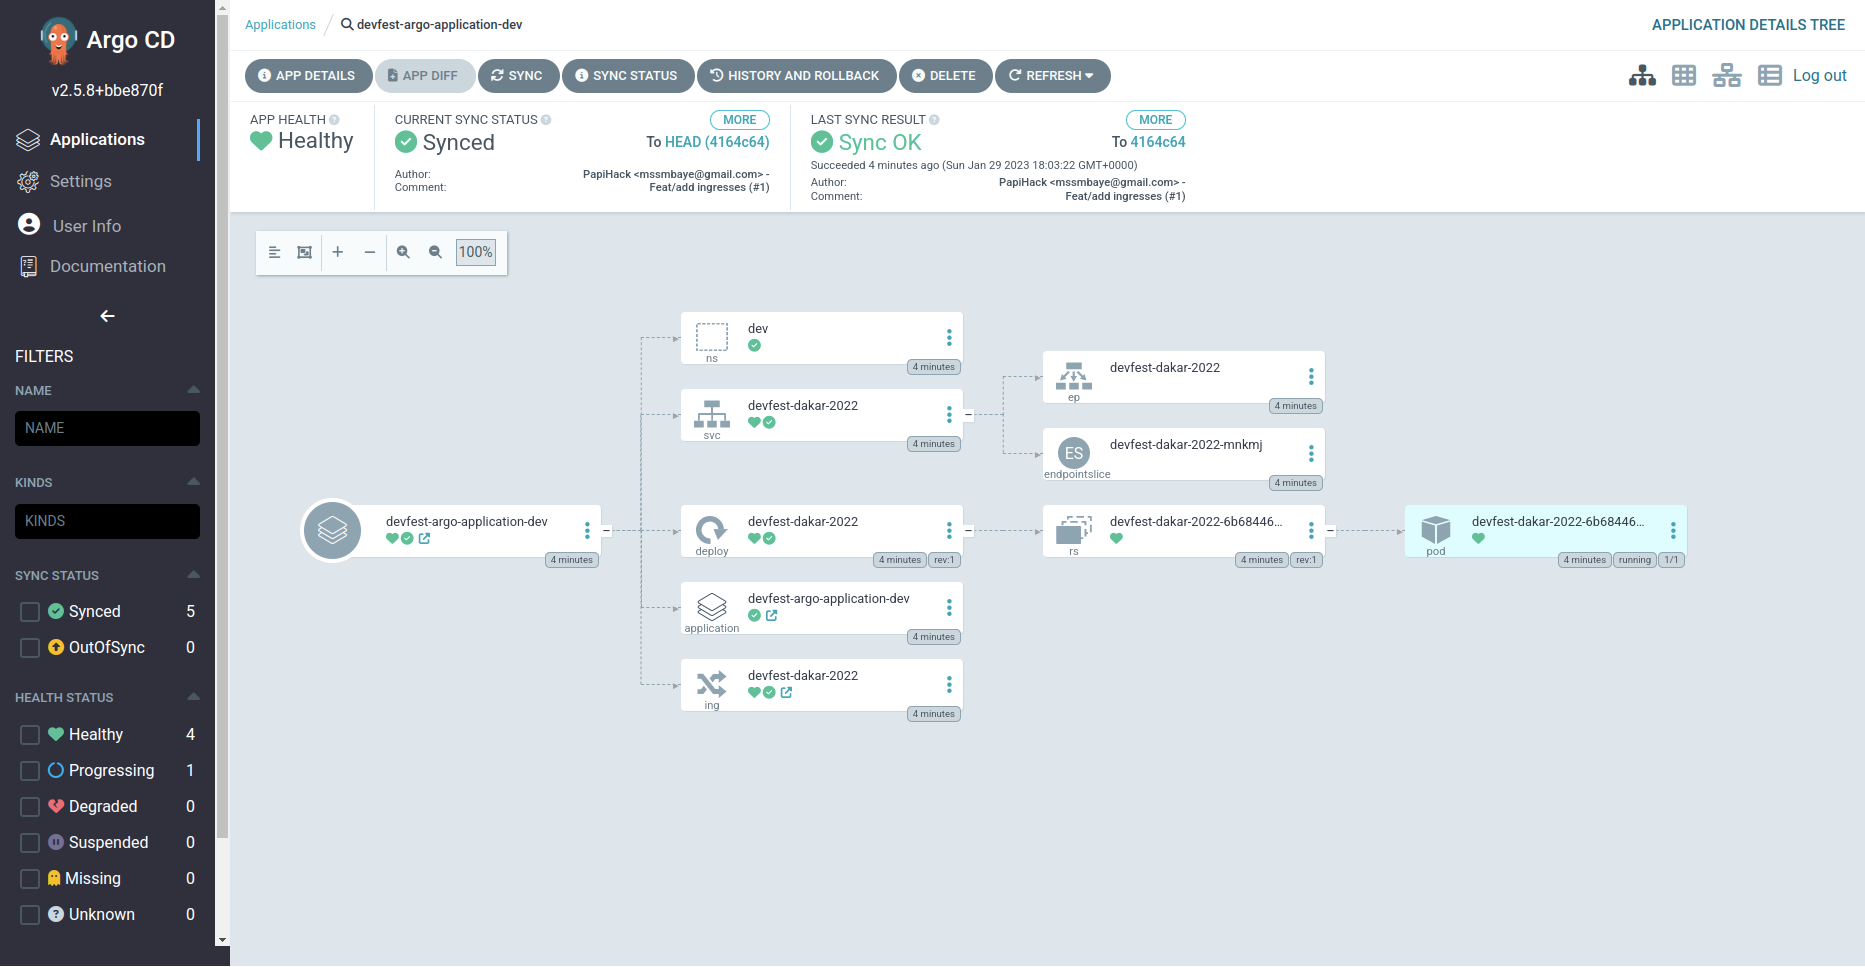 Argo CD
v2.5.8+bbe870f
Applications
Settings
User Info
Documentation
FILTERS
NAME
NAME
KINDS
KINDS
SYNC STATUS
Synced 5
OutOfSync 0
HEALTH STATUS
Healthy 4
Progressing 1
Degraded 0
Suspended 0
Missing 0
Unknown 0
Applications / devfest-argo-application-dev
APPLICATION DETAILS TREE
APP DETAILS APP DIFF SYNC SYNC STATUS HISTORY AND ROLLBACK DELETE REFRESH
Log out
APP HEALTH
Healthy
CURRENT SYNC STATUS MORE
Synced To HEAD (4164c64)
Author: PapiHack <mssmbaye@gmail.com> -
Comment: Feat/add ingresses (#1)
LAST SYNC RESULT MORE
Sync OK To 4164c64
Succeeded 4 minutes ago (Sun Jan 29 2023 18:03:22 GMT+0000)
Author: PapiHack <mssmbaye@gmail.com> -
Comment: Feat/add ingresses (#1)
100%
devfest-argo-application-dev
4 minutes
dev
ns
4 minutes
devfest-dakar-2022
svc
4 minutes
devfest-dakar-2022
deploy
4 minutes rev:1
devfest-argo-application-dev
application
4 minutes
devfest-dakar-2022
ing
4 minutes
devfest-dakar-2022
ep
4 minutes
devfest-dakar-2022-mnkmj
ES
endpointslice
4 minutes
devfest-dakar-2022-6b68446...
rs
4 minutes rev:1
devfest-dakar-2022-6b68446...
pod
4 minutes running 1/1